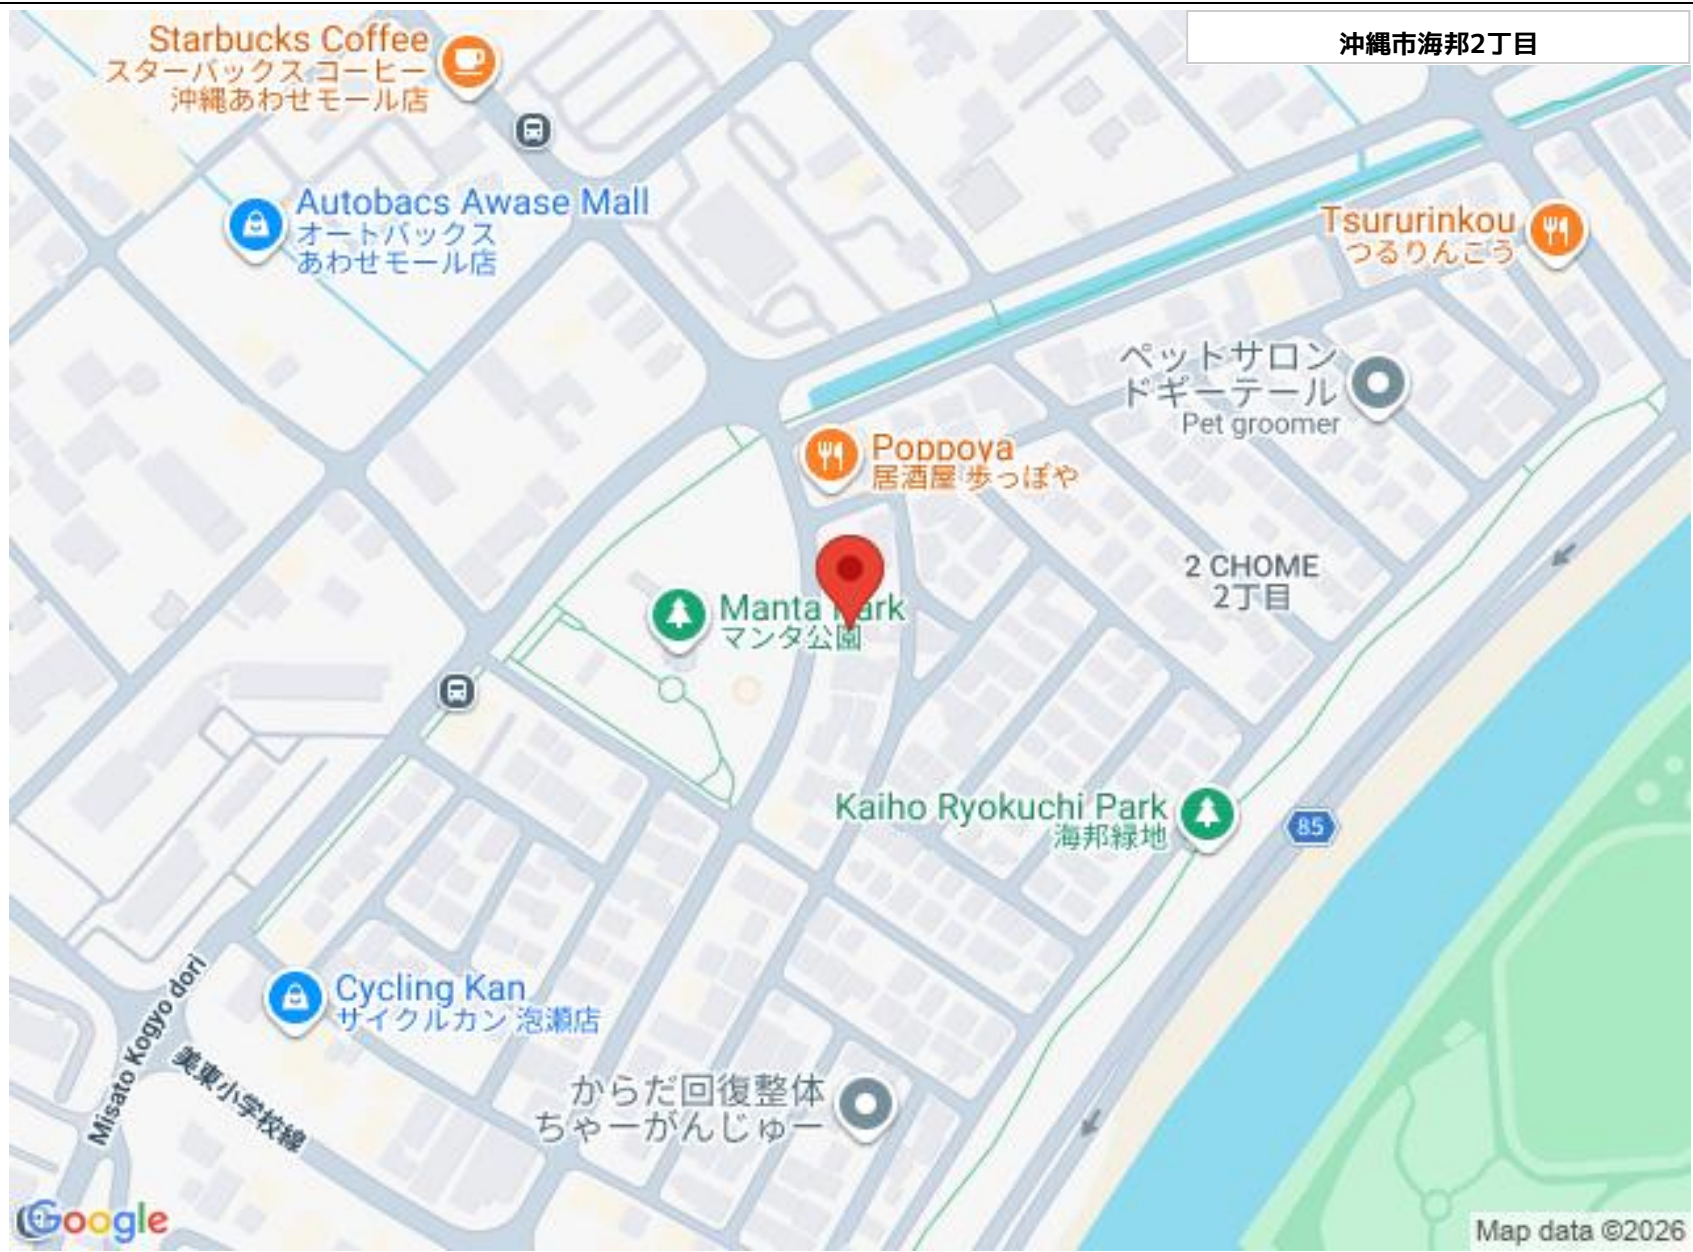 沖縄市海邦2丁目
Starbucks Coffee
スターバックス コーヒー
沖縄あわせモール店
Autobacs Awase Mall
オートバックス
あわせモール店
Tsururinkou
つるりんこう
ペットサロン
ドギーテール
Pet groomer
Poppoya
居酒屋 歩っぽや
2 CHOME
2丁目
Manta Park
マンタ公園
Kaiho Ryokuchi Park
海邦緑地
85
Cycling Kan
サイクルカン 泡瀬店
Misato Kogyo dori
美東小学校線
からだ回復整体
ちゃーがんじゅー
Google
Map data ©2026